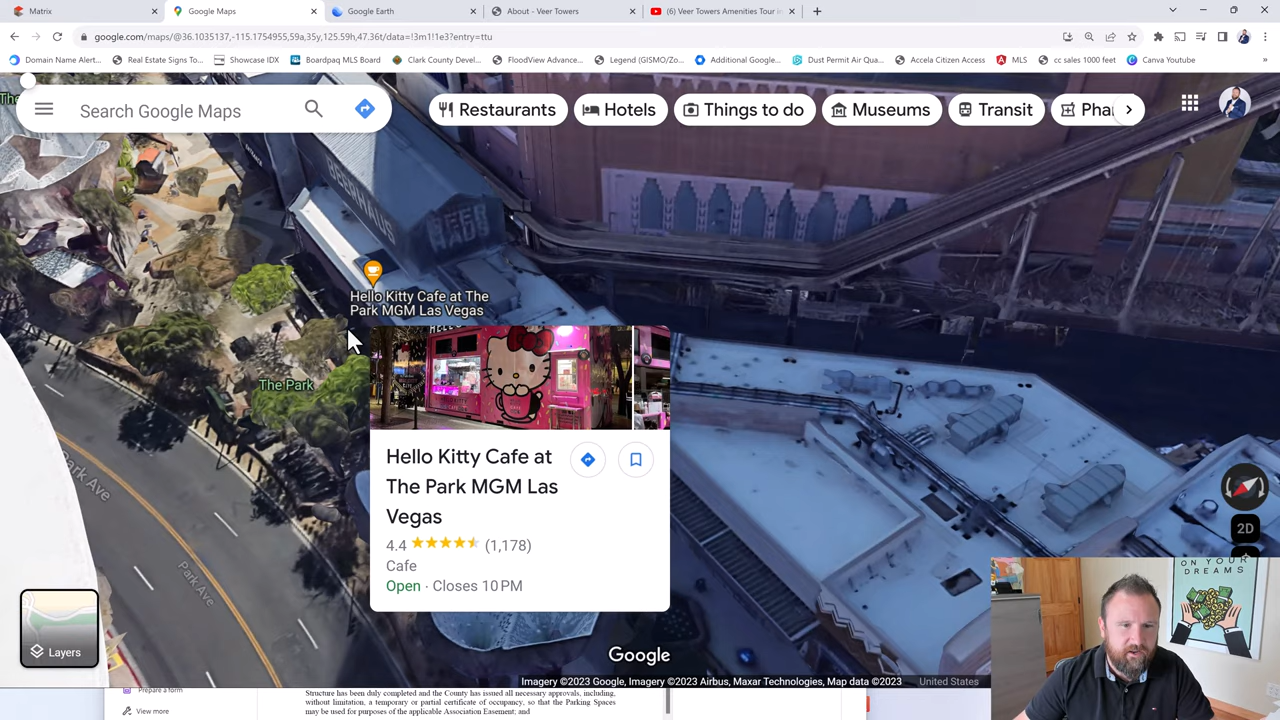 Matrix
Google Maps
Google Earth
About - Veer Towers
(6) Veer Towers Amenities Tour in
google.com/maps/@36.1035137,-115.1754955,59a,35y,125.59h,47.36t/data=!3m1!1e3?entry=ttu
Domain Name Alert...
Real Estate Signs To...
Showcase IDX
Boardpaq MLS Board
Clark County Devel...
FloodView Advance...
Legend (GISMO/Zo...
Additional Google...
Dust Permit Air Qua...
Accela Citizen Access
MLS
cc sales 1000 feet
Canva Youtube
Search Google Maps
Restaurants
Hotels
Things to do
Museums
Transit
Pha
BEERHAUS
BEER
HAUS
Hello Kitty Cafe at The
Park MGM Las Vegas
The Park
Park Ave
Park Ave
Hello Kitty Cafe at
The Park MGM Las
Vegas
4.4 (1,178)
Cafe
Open · Closes 10 PM
2D
Layers
Google
Imagery ©2023 Google, Imagery ©2023 Airbus, Maxar Technologies, Map data ©2023 United States
ON YOUR
DREAMS
Prepare a form
View more
Structure has been duly completed and the County has issued all necessary approvals, including,
without limitation, a temporary or partial certificate of occupancy, so that the Parking Spaces
may be used for purposes of the applicable Association Easement; and